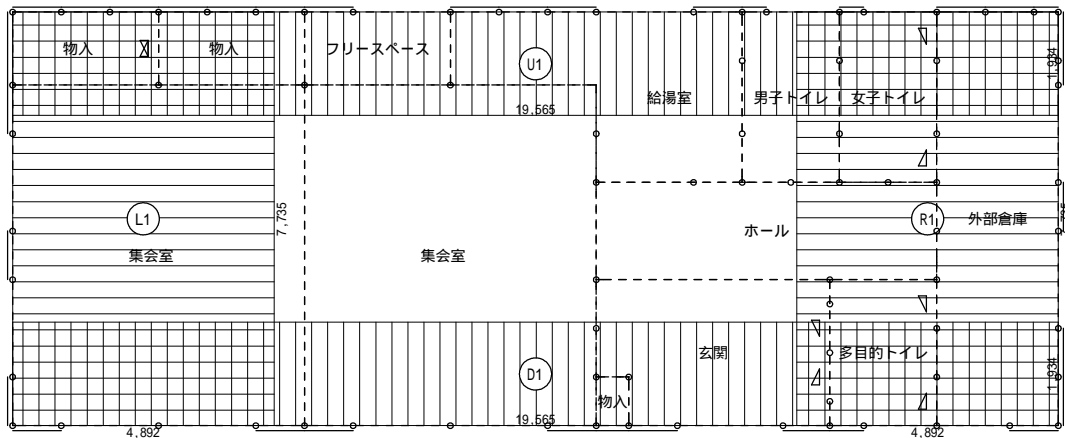 物入
物入
フリースペース
U1
1,934
19,565
給湯室
男子トイレ
女子トイレ
L1
7,735
集会室
集会室
ホール
R1
外部倉庫
玄関
多目的トイレ
D1
物入
1,934
19,565
4,892
4,892